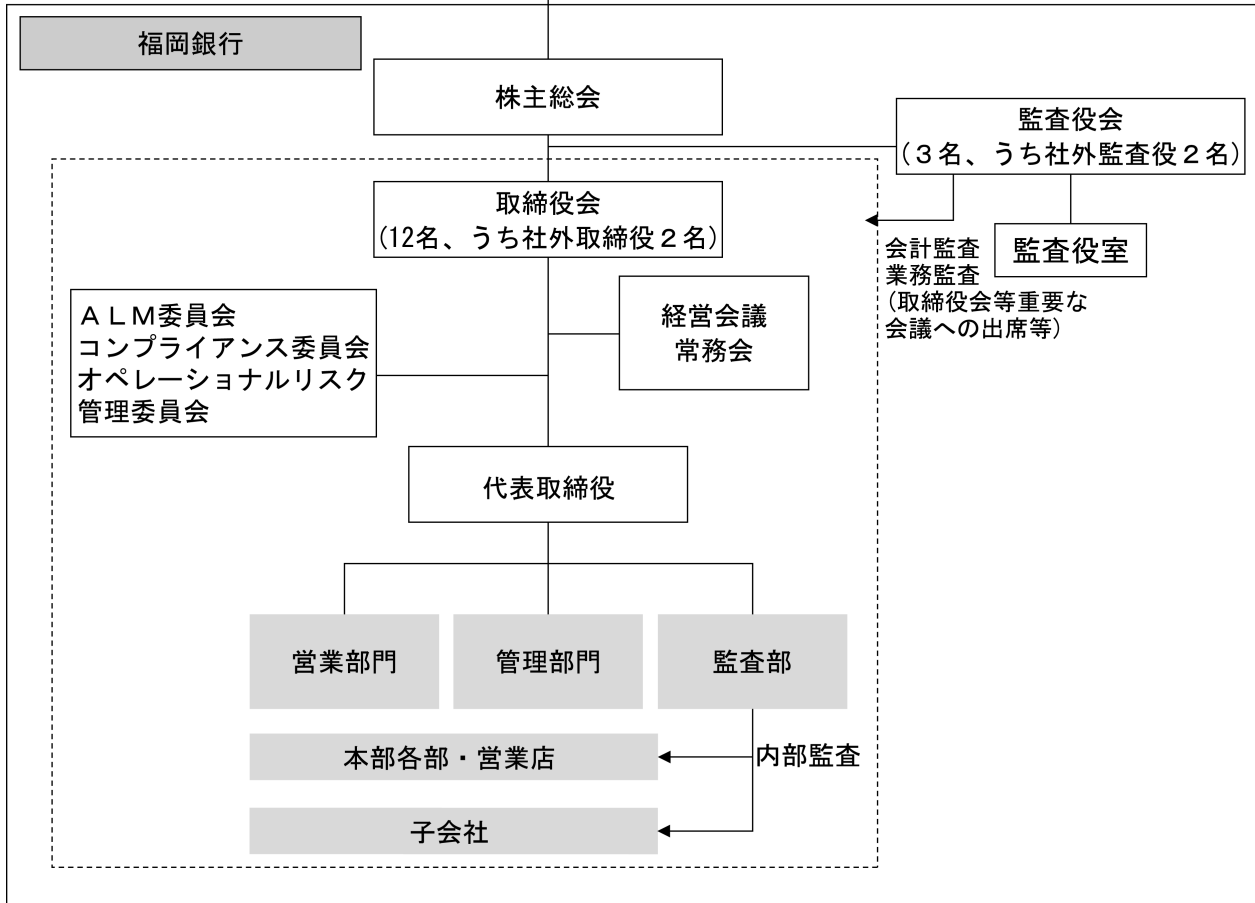 福岡銀行
株主総会
監査役会
(３名、うち社外監査役２名)
取締役会
(12名、うち社外取締役２名)
会計監査
業務監査
(取締役会等重要な
会議への出席等)
監査役室
ＡＬＭ委員会
コンプライアンス委員会
オペレーショナルリスク
管理委員会
経営会議
常務会
代表取締役
営業部門
管理部門
監査部
本部各部・営業店
内部監査
子会社